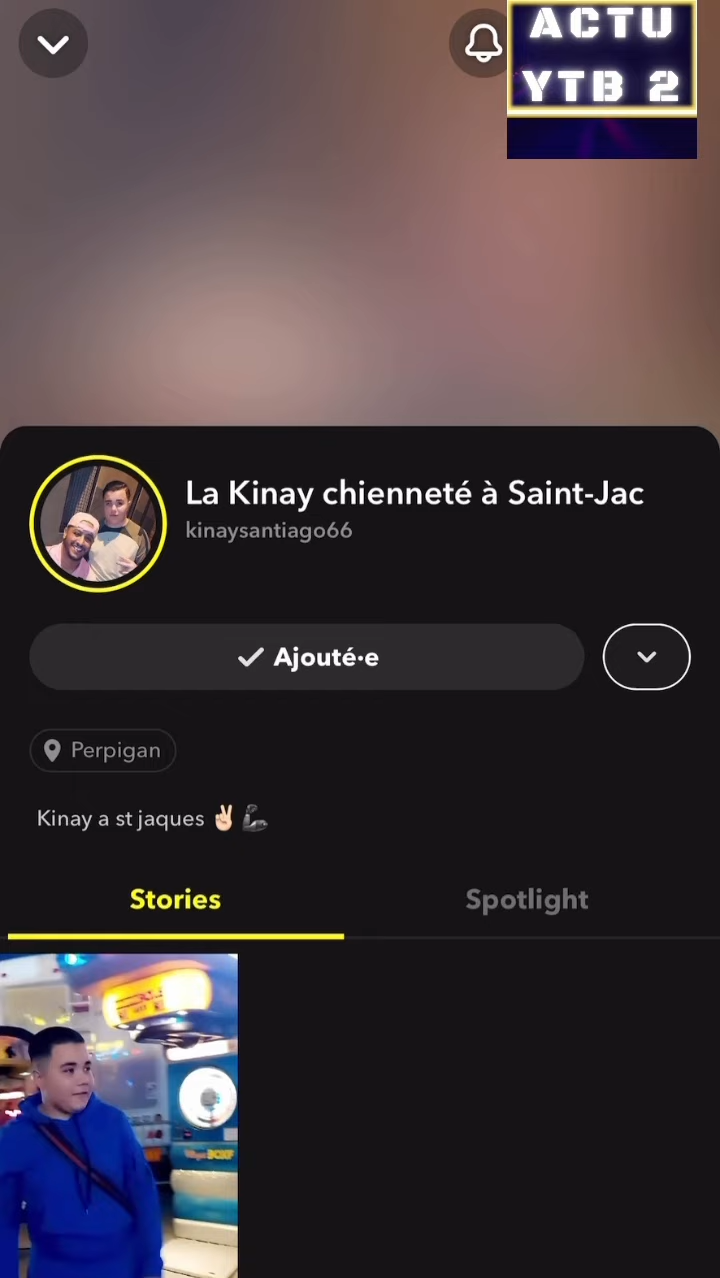 ACTU
YTB 2
La Kinay chienneté à Saint-Jac
kinaysantiago66
Ajouté·e
Perpigan
Kinay a st jaques ✌🏻🦾
Stories
Spotlight